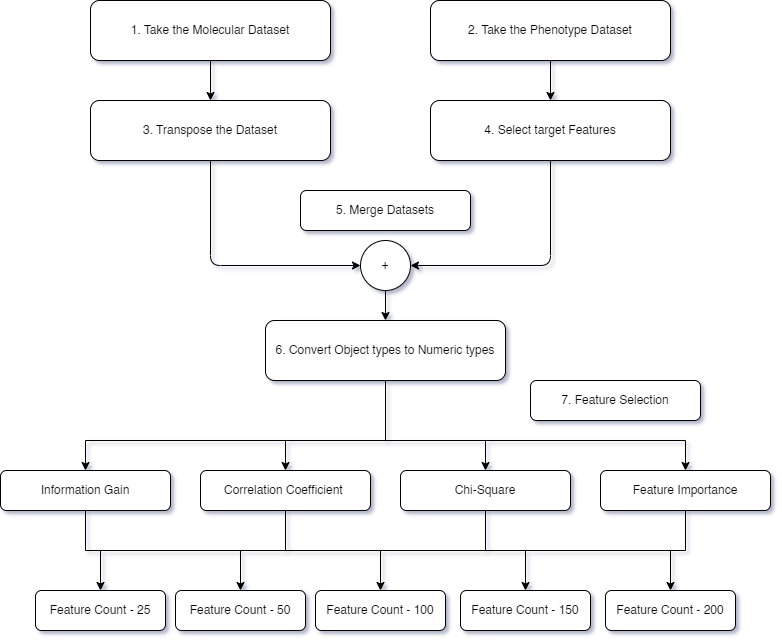 1. Take the Molecular Dataset
2. Take the Phenotype Dataset
3. Transpose the Dataset
4. Select target Features
5. Merge Datasets
+
6. Convert Object types to Numeric types
7. Feature Selection
Information Gain
Correlation Coefficient
Chi-Square
Feature Importance
Feature Count - 25
Feature Count - 50
Feature Count - 100
Feature Count - 150
Feature Count - 200